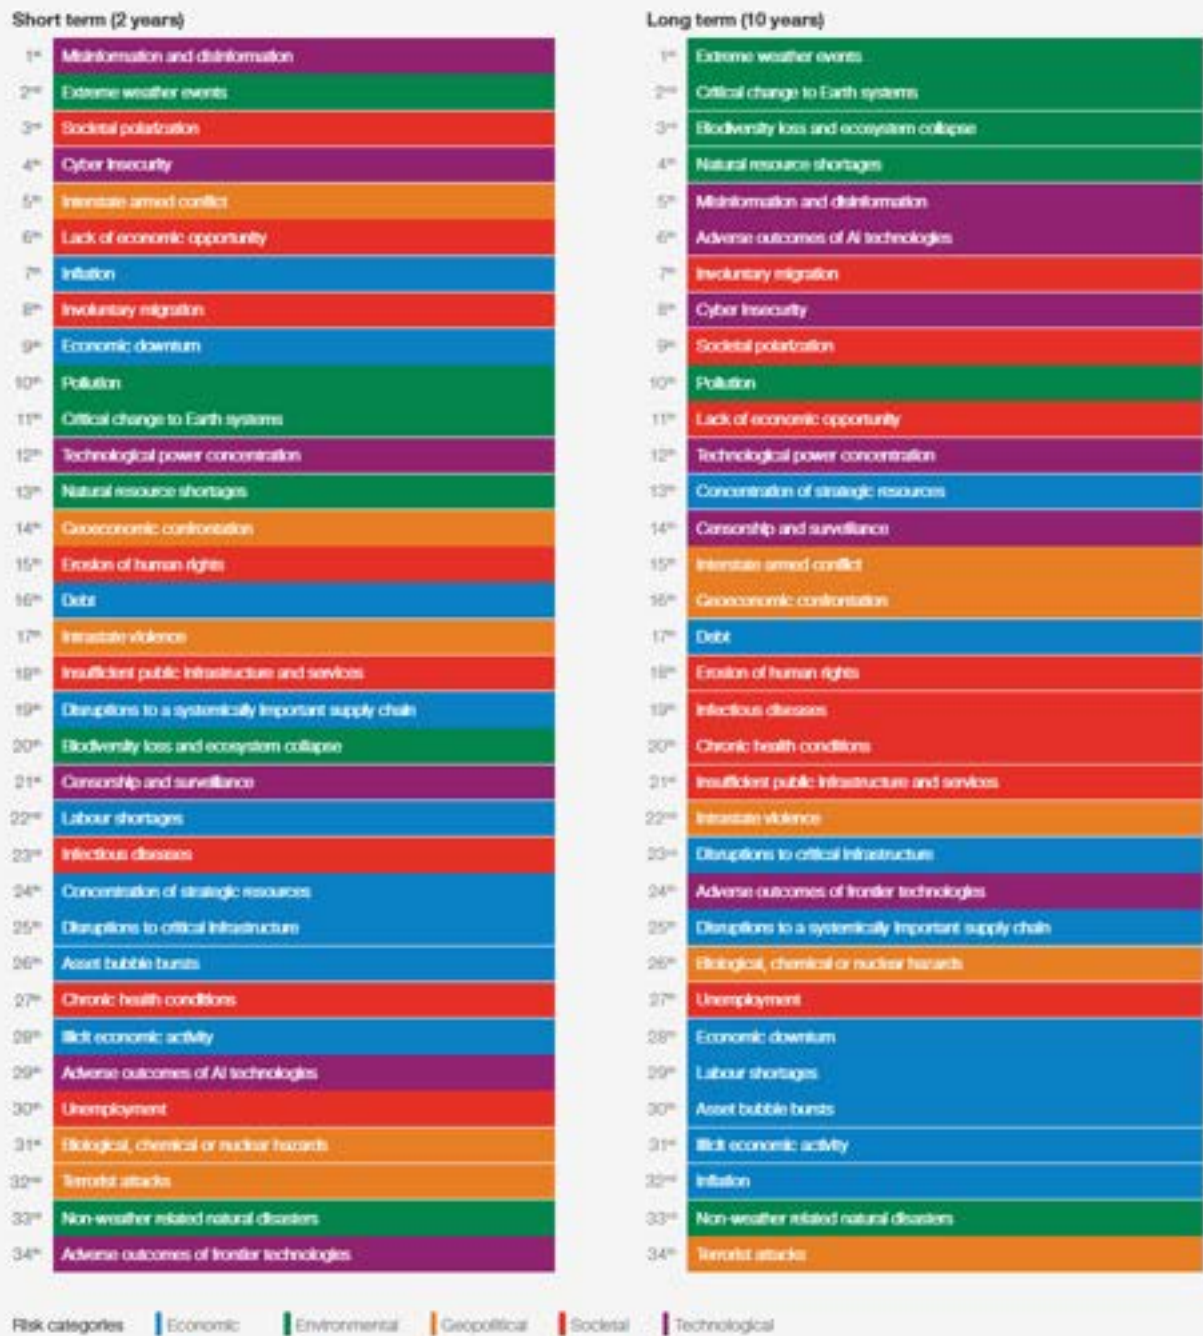 Short term (2 years)
1st Misinformation and disinformation
2nd Extreme weather events
3rd Societal polarization
4th Cyber insecurity
5th Interstate armed conflict
6th Lack of economic opportunity
7th Inflation
8th Involuntary migration
9th Economic downturn
10th Pollution
11th Critical change to Earth systems
12th Technological power concentration
13th Natural resource shortages
14th Geoeconomic confrontation
15th Erosion of human rights
16th Debt
17th Intrastate violence
18th Insufficient public infrastructure and services
19th Disruptions to a systemically important supply chain
20th Biodiversity loss and ecosystem collapse
21st Censorship and surveillance
22nd Labour shortages
23rd Infectious diseases
24th Concentration of strategic resources
25th Disruptions to critical infrastructure
26th Asset bubble bursts
27th Chronic health conditions
28th Illicit economic activity
29th Adverse outcomes of AI technologies
30th Unemployment
31st Biological, chemical or nuclear hazards
32nd Terrorist attacks
33rd Non-weather related natural disasters
34th Adverse outcomes of frontier technologies
Long term (10 years)
1st Extreme weather events
2nd Critical change to Earth systems
3rd Biodiversity loss and ecosystem collapse
4th Natural resource shortages
5th Misinformation and disinformation
6th Adverse outcomes of AI technologies
7th Involuntary migration
8th Cyber insecurity
9th Societal polarization
10th Pollution
11th Lack of economic opportunity
12th Technological power concentration
13th Concentration of strategic resources
14th Censorship and surveillance
15th Interstate armed conflict
16th Geoeconomic confrontation
17th Debt
18th Erosion of human rights
19th Infectious diseases
20th Chronic health conditions
21st Insufficient public infrastructure and services
22nd Intrastate violence
23rd Disruptions to critical infrastructure
24th Adverse outcomes of frontier technologies
25th Disruptions to a systemically important supply chain
26th Biological, chemical or nuclear hazards
27th Unemployment
28th Economic downturn
29th Labour shortages
30th Asset bubble bursts
31st Illicit economic activity
32nd Inflation
33rd Non-weather related natural disasters
34th Terrorist attacks
Risk categories Economic Environmental Geopolitical Societal Technological